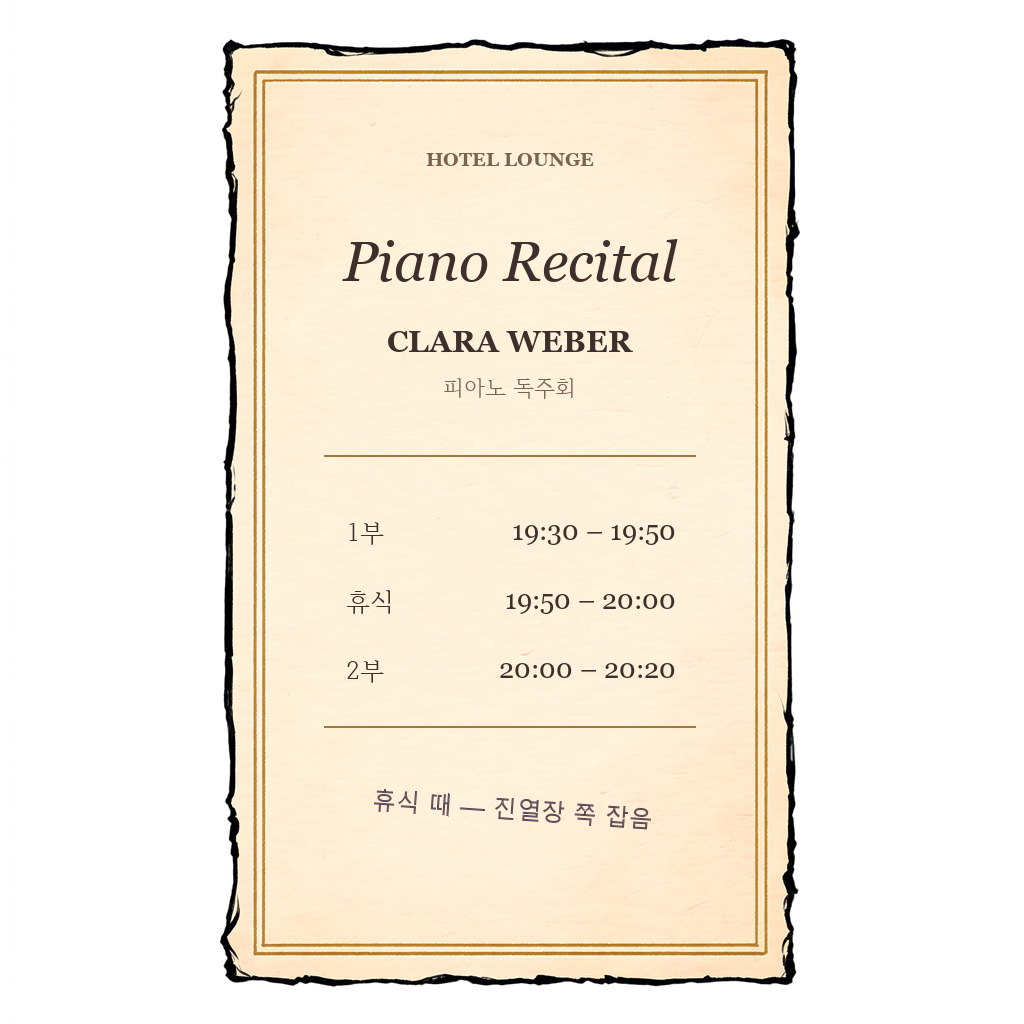 HOTEL LOUNGE
Piano Recital
CLARA WEBER
피아노 독주회
1부 19:30 – 19:50
휴식 19:50 – 20:00
2부 20:00 – 20:20
휴식 때 — 진열장 쪽 잡음